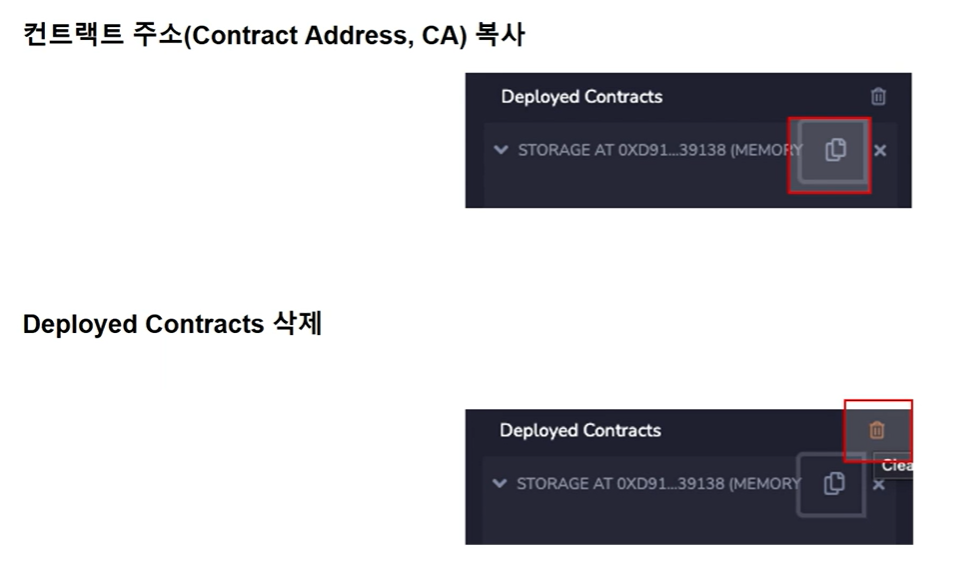 컨트랙트 주소(Contract Address, CA) 복사
Deployed Contracts
STORAGE AT 0XD91...39138 (MEMORY
Deployed Contracts 삭제
Deployed Contracts
STORAGE AT 0XD91...39138 (MEMORY
Clea